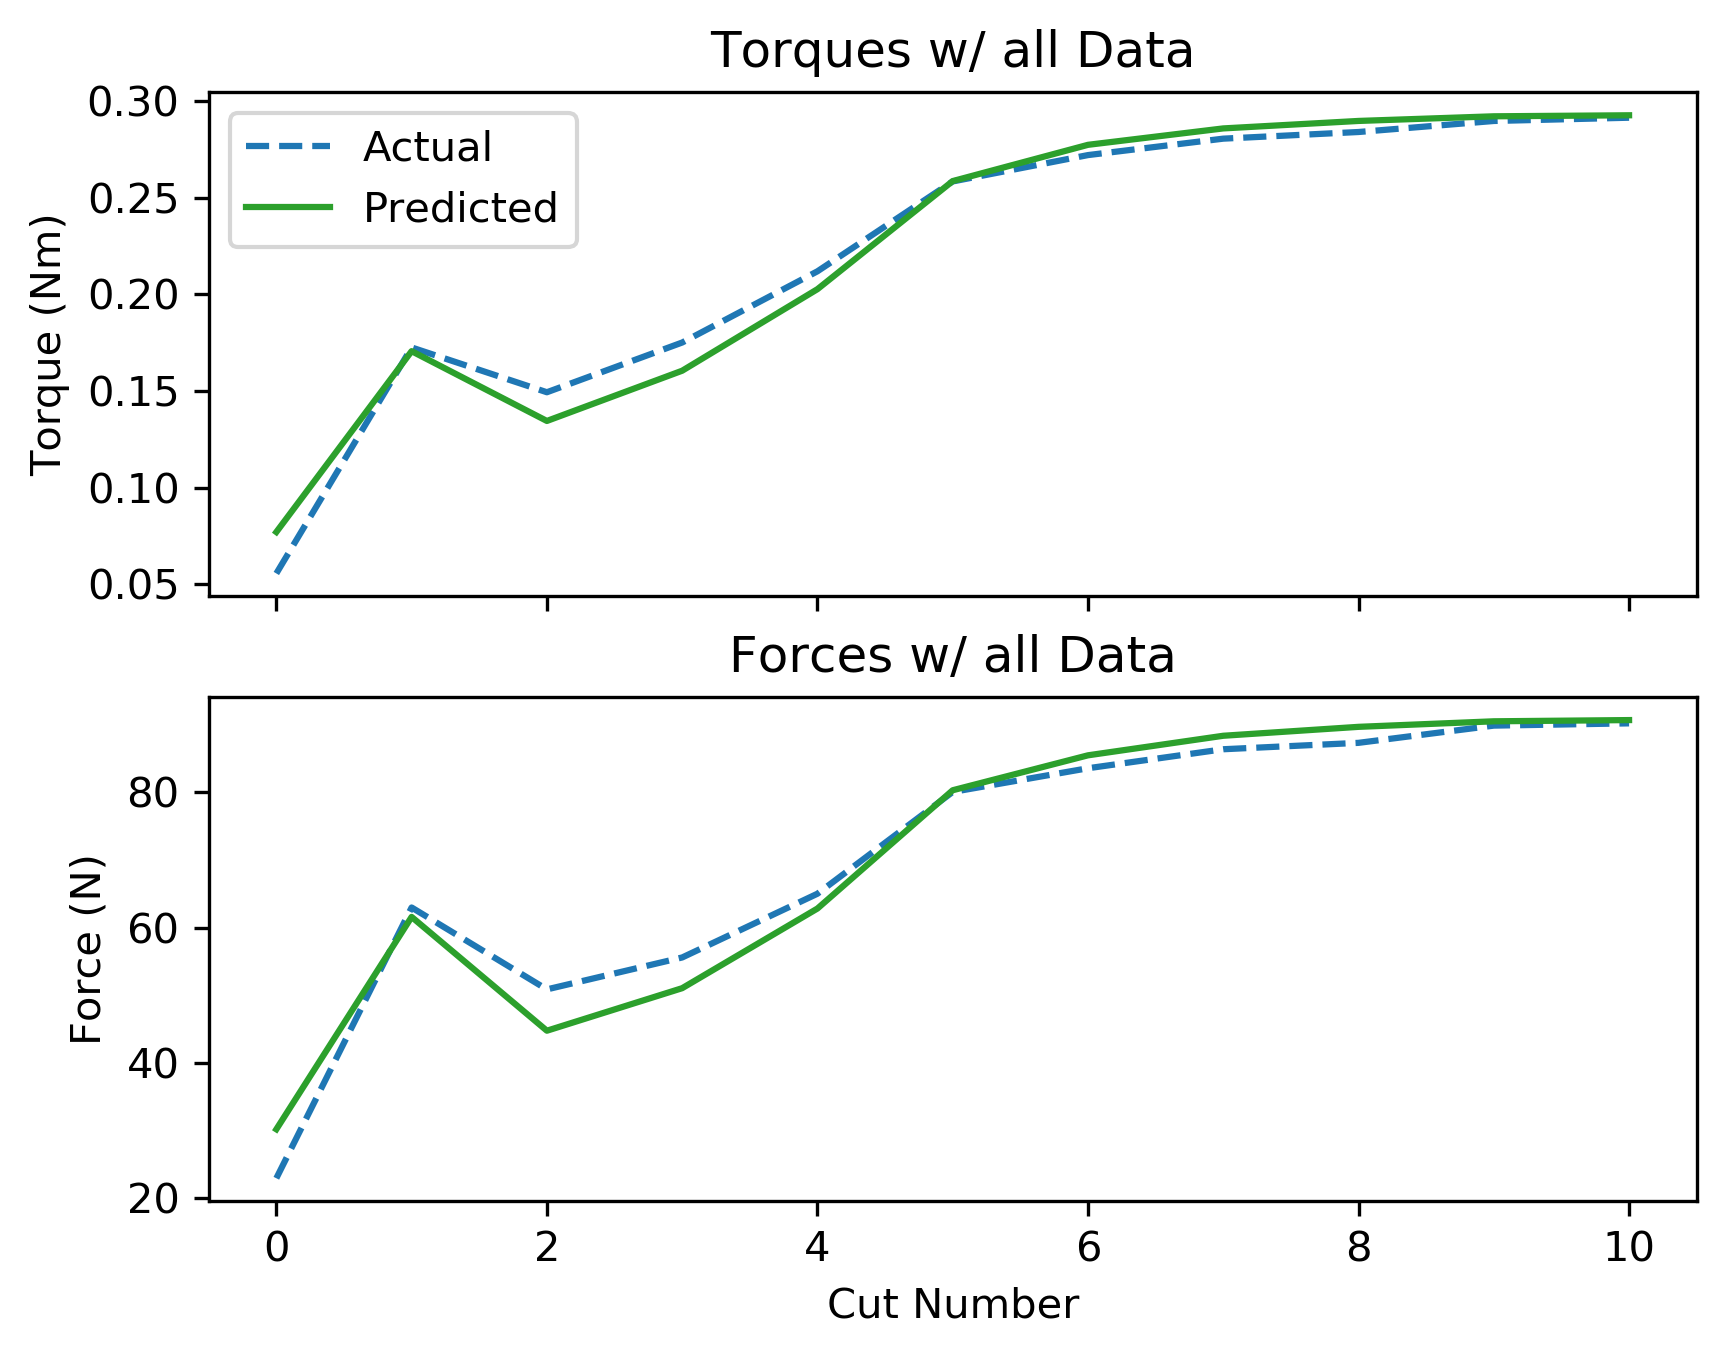 Torques w/ all Data
0.30
0.25
0.20
0.15
0.10
0.05
Torque (Nm)
Actual
Predicted
Forces w/ all Data
80
60
40
20
Force (N)
0 2 4 6 8 10
Cut Number